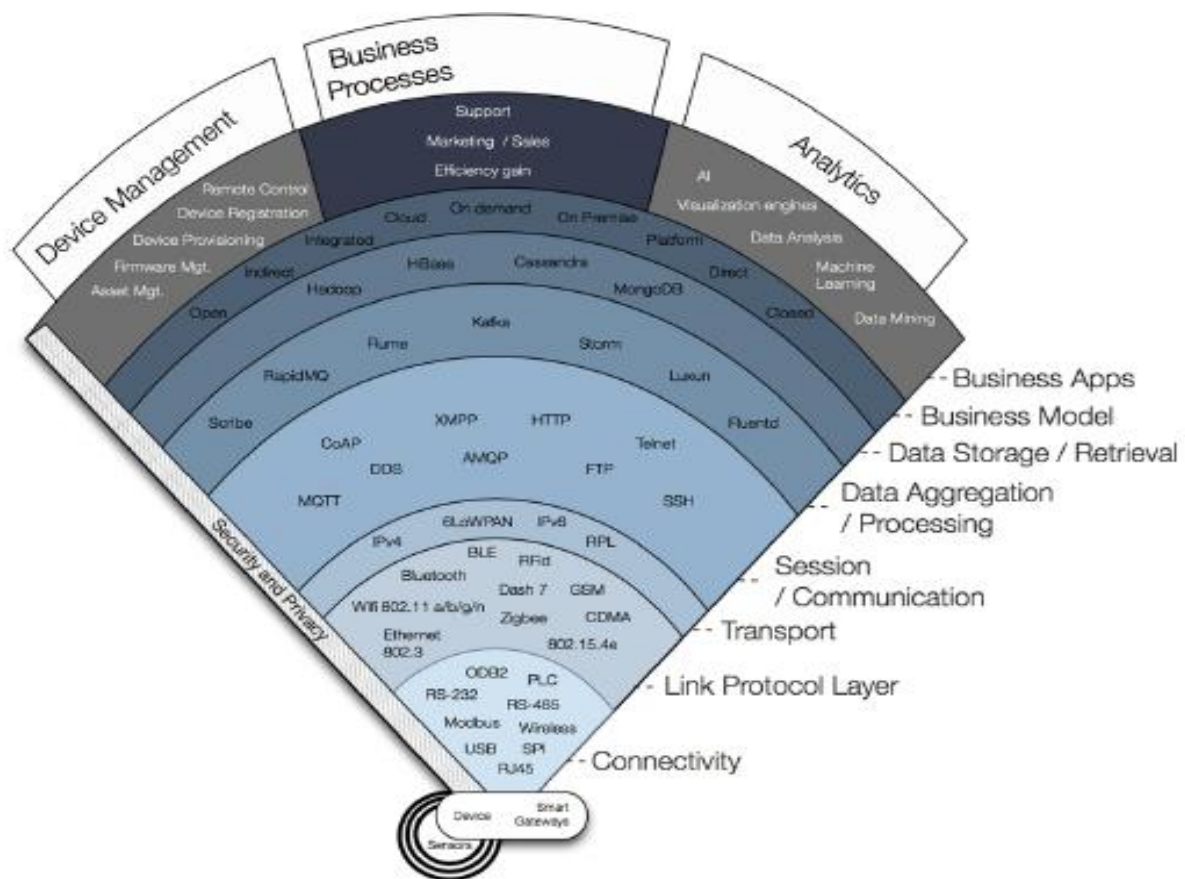 Device Management
Business
Processes
Analytics
Support
Marketing / Sales
Efficiency gain
Remote Control
Device Registration
Device Provisioning
Firmware Mgt.
Asset Mgt.
AI
Visualization engines
Data Analysis
Machine
Learning
Data Mining
Open
Indirect
Integrated
Cloud
On demand
On Premise
Platform
Direct
Closed
Hadoop
HBase
Cassandra
MongoDB
Scribe
RapidMQ
Flume
Kafka
Storm
Luxun
Fluentd
MQTT
CoAP
DDS
XMPP
AMQP
HTTP
FTP
Telnet
SSH
IPv4
6LoWPAN
IPv6
RPL
BLE
RFid
Bluetooth
Dash 7
GSM
Wifi 802.11 a/b/g/n
Zigbee
CDMA
Ethernet
802.3
802.15.4e
ODB2
PLC
RS-232
RS-485
Modbus
Wireless
USB
SPI
RJ45
Security and Privacy
Device
Smart
Gateways
Sensors
Business Apps
Business Model
Data Storage / Retrieval
Data Aggregation
/ Processing
Session
/ Communication
Transport
Link Protocol Layer
Connectivity